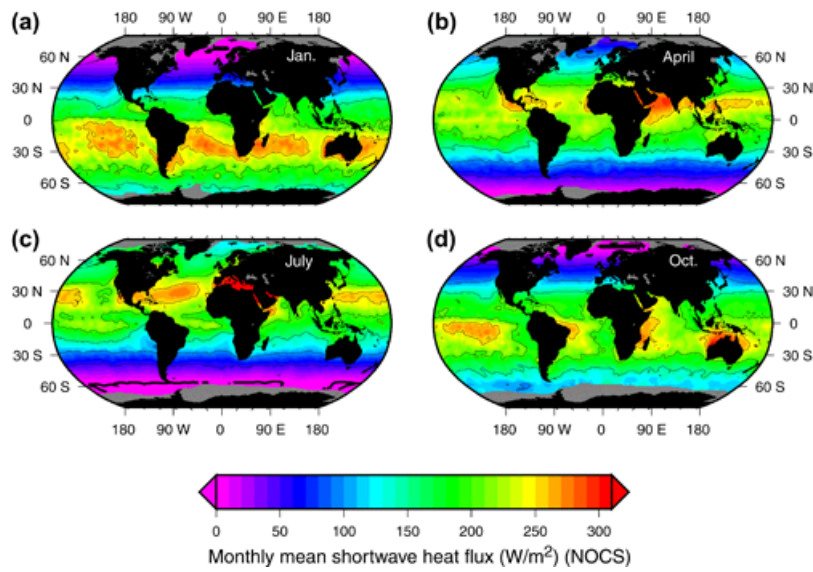 (a) 180 90 W 0 90 E 180 (b) 180 90 W 0 90 E 180
60 N Jan. April 60 N
30 N 30 N
0 0
30 S 30 S
60 S 60 S
(c) (d)
60 N July Oct. 60 N
30 N 30 N
0 0
30 S 30 S
60 S 60 S
180 90 W 0 90 E 180 180 90 W 0 90 E 180
0 50 100 150 200 250 300
Monthly mean shortwave heat flux (W/m²) (NOCS)